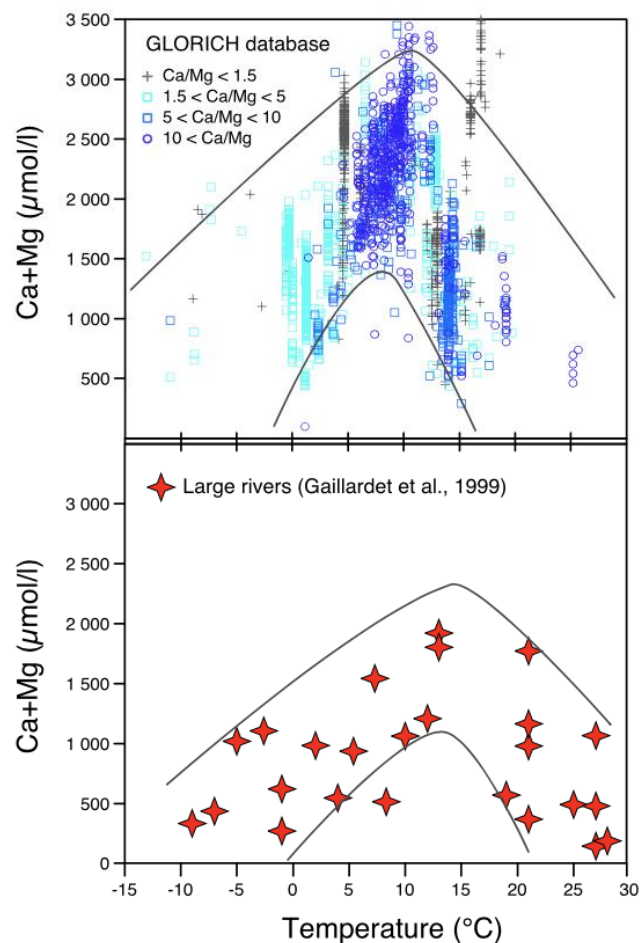 GLORICH database
Ca/Mg < 1.5
1.5 < Ca/Mg < 5
5 < Ca/Mg < 10
10 < Ca/Mg
3 500
3 000
2 500
2 000
1 500
1 000
500
Ca+Mg (µmol/l)
Large rivers (Gaillardet et al., 1999)
3 000
2 500
2 000
1 500
1 000
500
0
Ca+Mg (µmol/l)
-15 -10 -5 0 5 10 15 20 25 30
Temperature (°C)